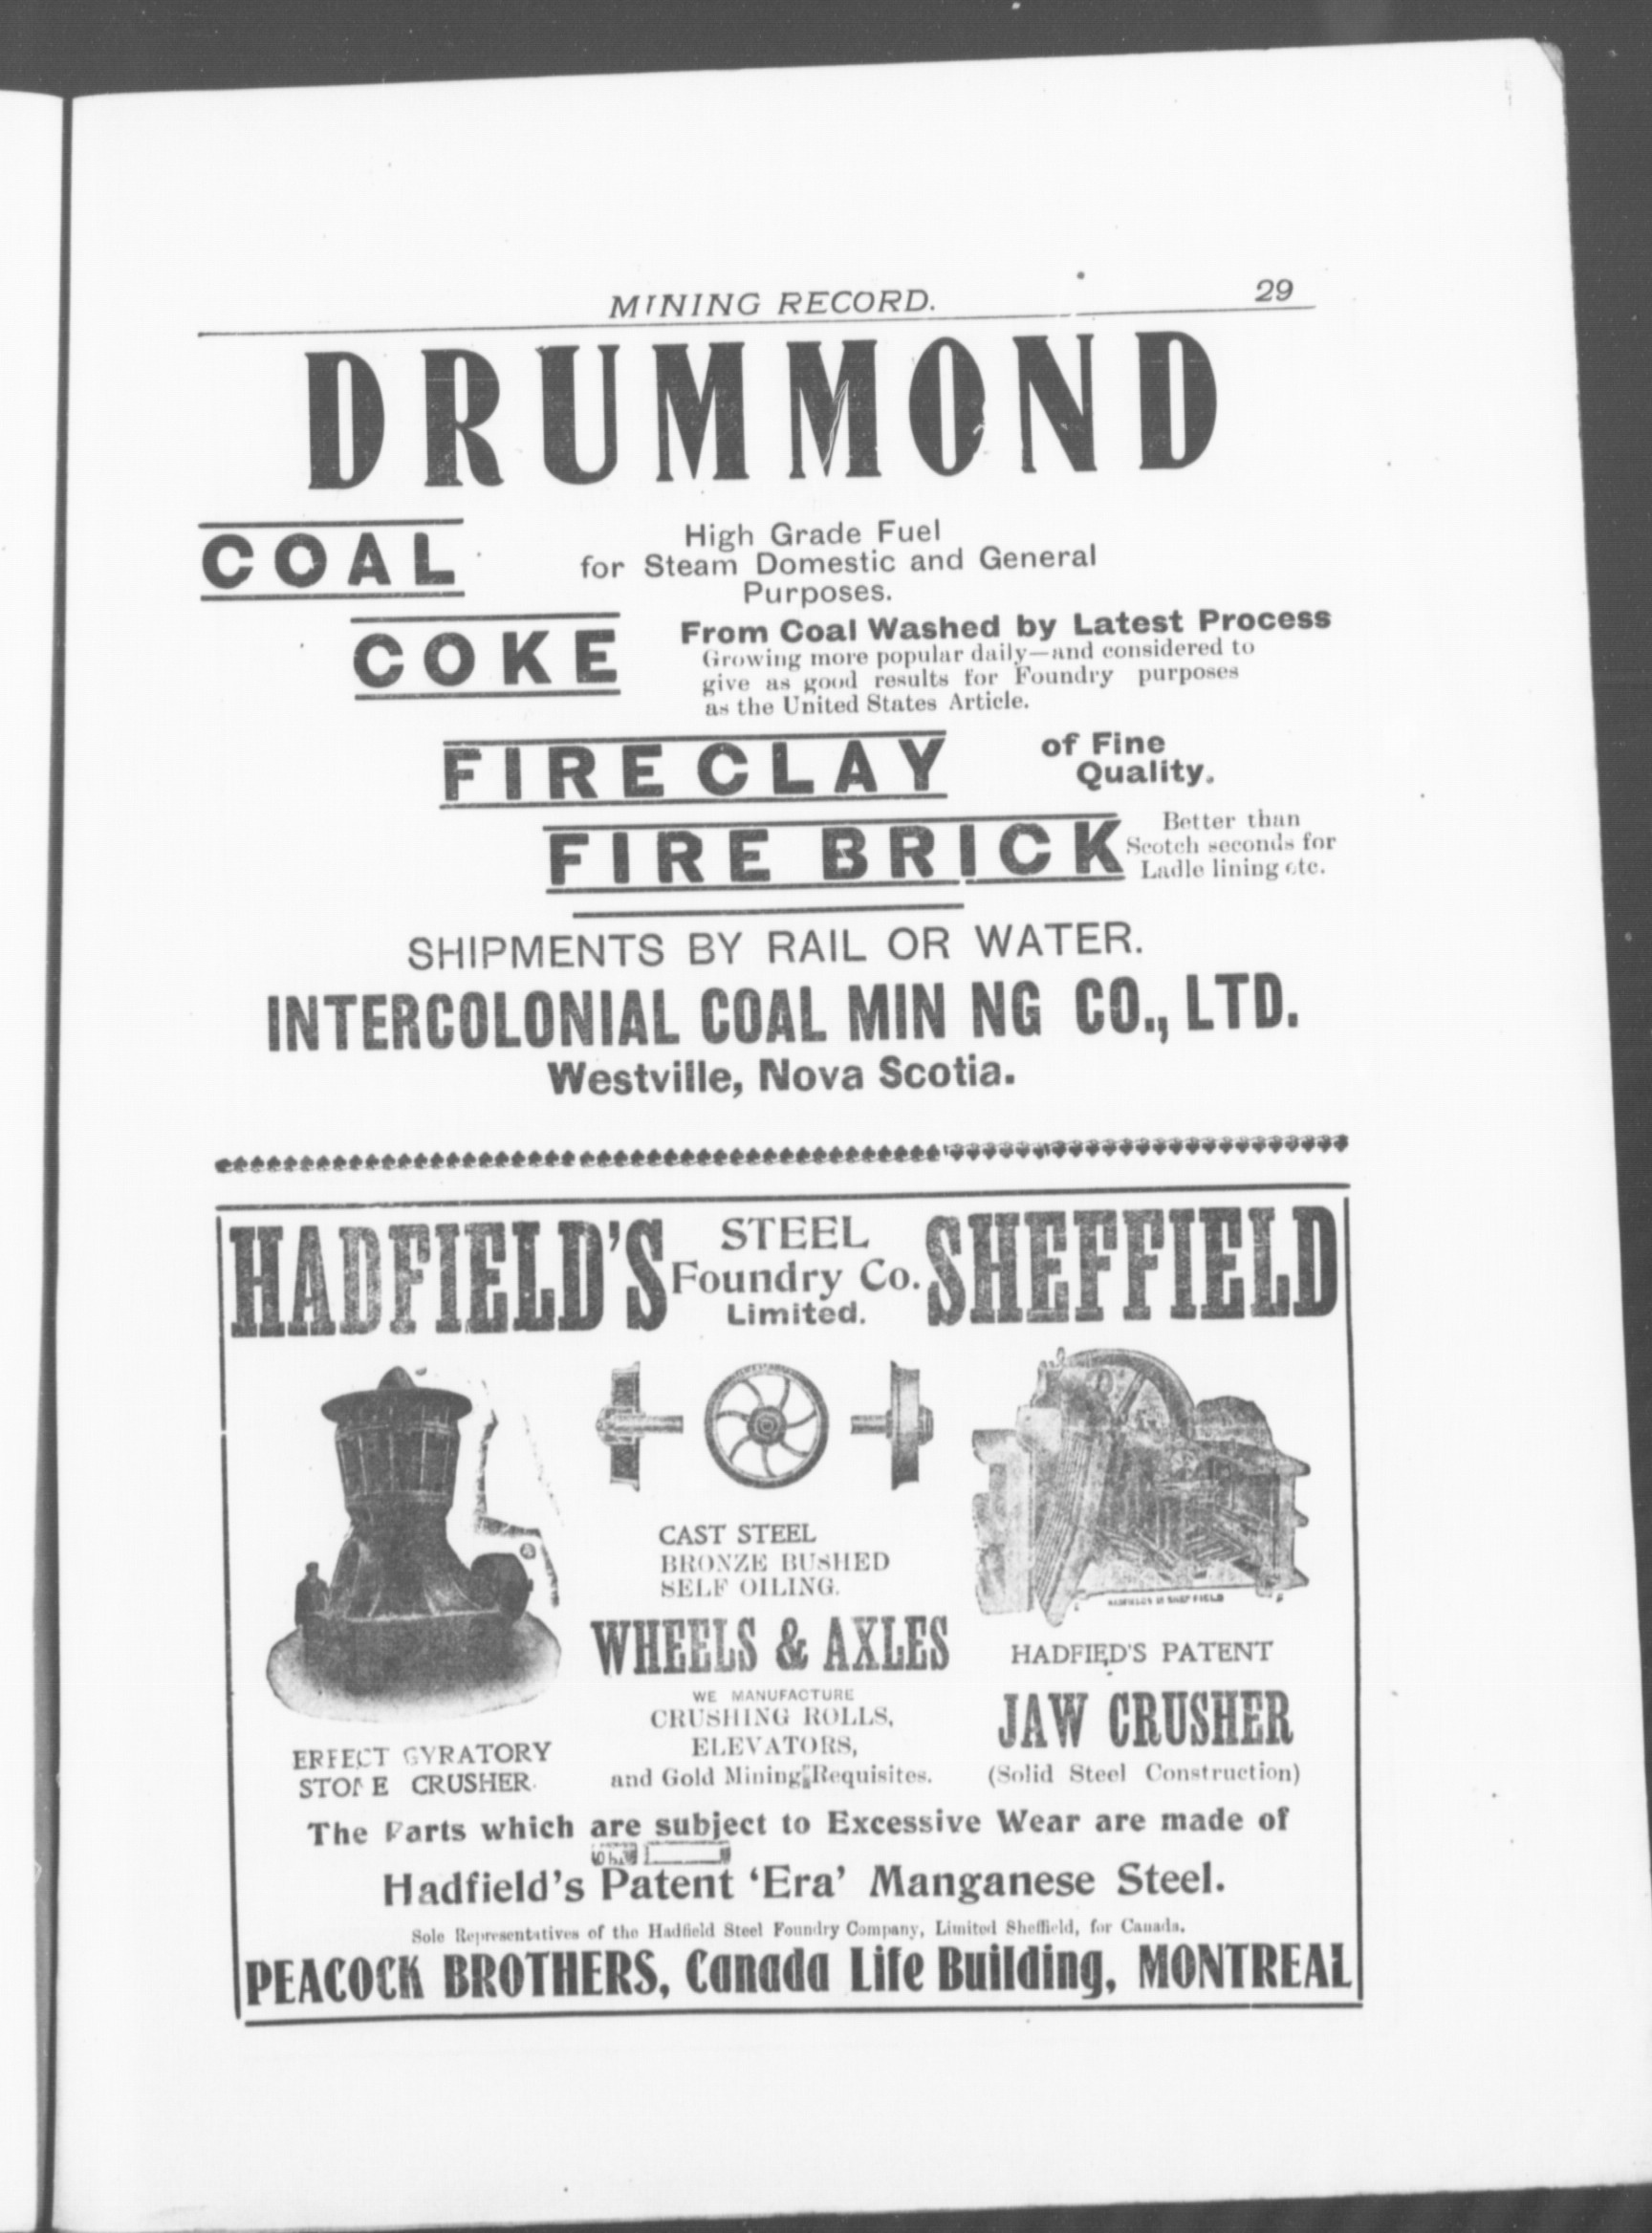 MINING RECORD. 29
DRUMMOND
COAL
High Grade Fuel
for Steam Domestic and General
Purposes.
COKE
From Coal Washed by Latest Process
Growing more popular daily—and considered to
give as good results for Foundry purposes
as the United States Article.
FIRECLAY
of Fine
Quality.
FIRE BRICK
Better than
Scotch seconds for
Ladle lining etc.
SHIPMENTS BY RAIL OR WATER.
INTERCOLONIAL COAL MIN NG CO., LTD.
Westville, Nova Scotia.
HADFIELD'S STEEL Foundry Co. Limited. SHEFFIELD
CAST STEEL
BRONZE BUSHED
SELF OILING.
WHEELS & AXLES
WE MANUFACTURE
CRUSHING ROLLS,
ELEVATORS,
and Gold Mining Requisites.
HADFIELDS LD SHEFFIELD
HADFIED'S PATENT
JAW CRUSHER
(Solid Steel Construction)
ERFECT GYRATORY
STONE CRUSHER.
The Parts which are subject to Excessive Wear are made of
Hadfield's Patent 'Era' Manganese Steel.
Sole Representatives of the Hadfield Steel Foundry Company, Limited Sheffield, for Canada.
PEACOCK BROTHERS, Canada Life Building, MONTREAL